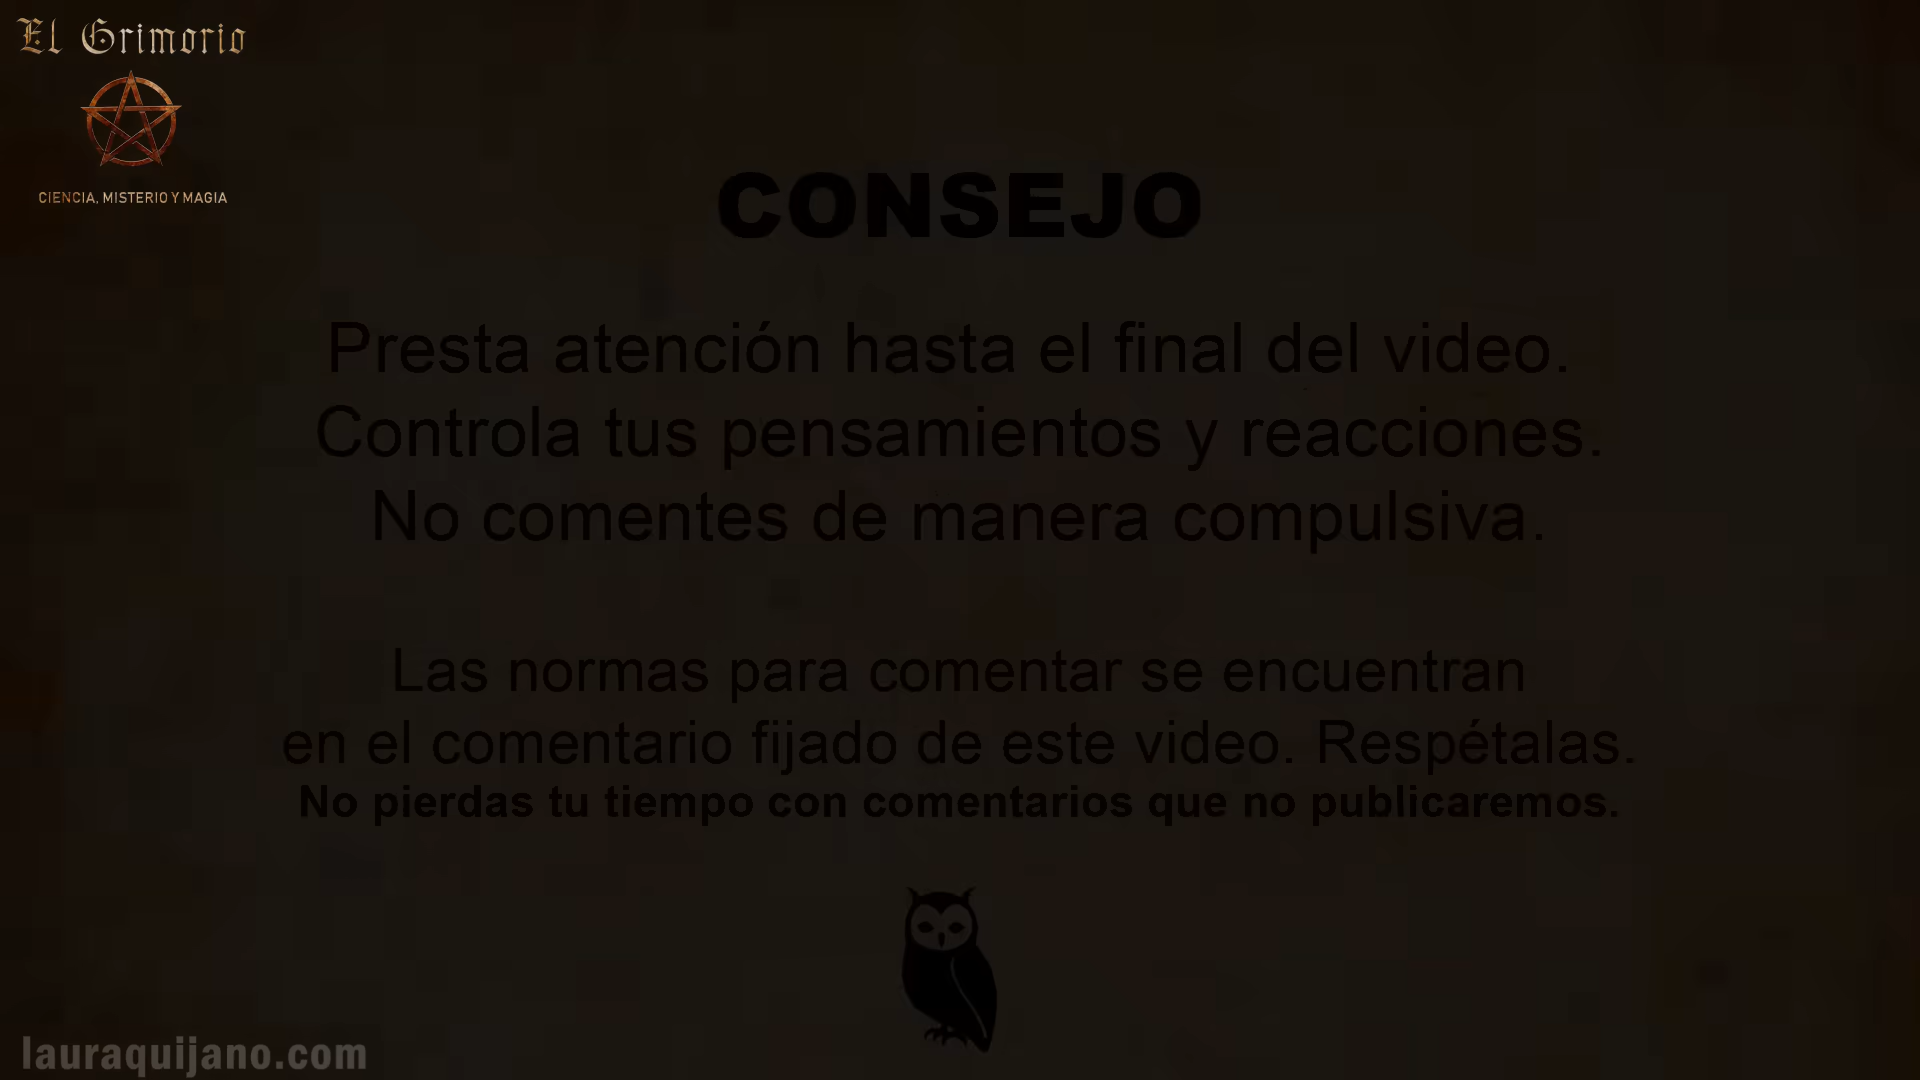 El Grimorio
CIENCIA, MISTERIO Y MAGIA
CONSEJO
Presta atención hasta el final del video.
Controla tus pensamientos y reacciones.
No comentes de manera compulsiva.
Las normas para comentar se encuentran
en el comentario fijado de este video. Respétalas.
No pierdas tu tiempo con comentarios que no publicaremos.
lauraquijano.com